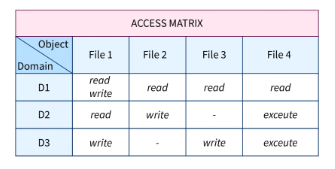 ACCESS MATRIX
Object
Domain
File 1 File 2 File 3 File 4
D1 read write read read read
D2 read write - exceute
D3 write - write exceute